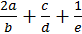 2a/b + c/d + 1/e